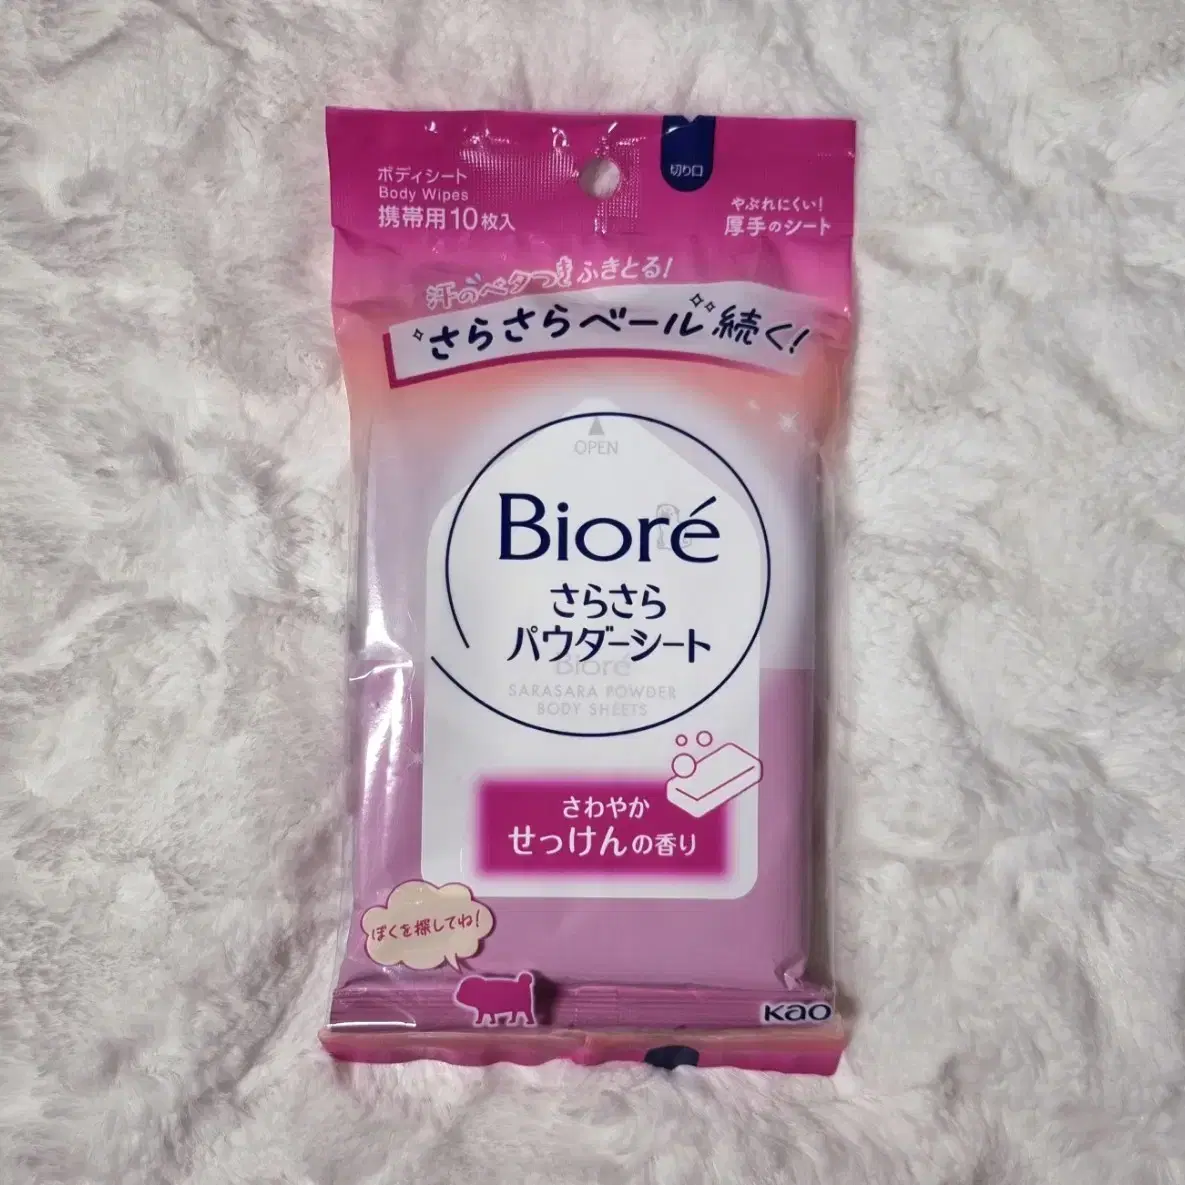 ボディシート
Body Wipes
携帯用10枚入
切り口
やぶれにくい!
厚手のシート
汗のベタつきふきとる!
さらさらベール続く!
OPEN
Bioré
さらさら
パウダーシート
Bioré
SARASARA POWDER
BODY SHEETS
さわやか
せっけんの香り
ぼくを探してね!
Kao